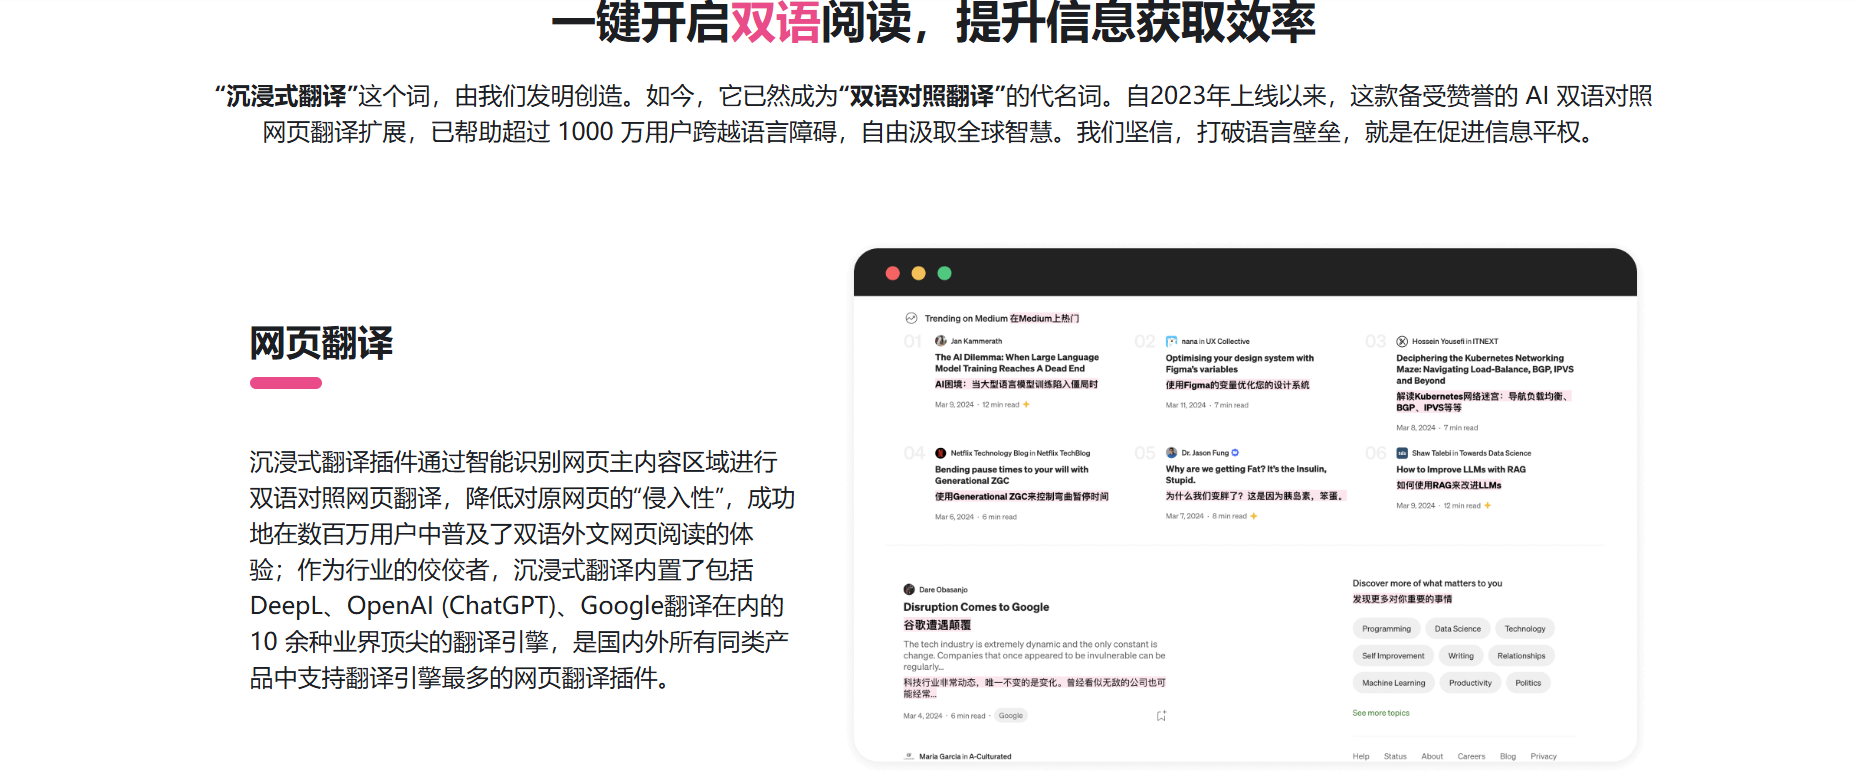 一键开启双语阅读，提升信息获取效率
“沉浸式翻译”这个词，由我们发明创造。如今，它已然成为“双语对照翻译”的代名词。自2023年上线以来，这款备受赞誉的 AI 双语对照
网页翻译扩展，已帮助超过 1000 万用户跨越语言障碍，自由汲取全球智慧。我们坚信，打破语言壁垒，就是在促进信息平权。
网页翻译
沉浸式翻译插件通过智能识别网页主内容区域进行
双语对照网页翻译，降低对原网页的“侵入性”，成功
地在数百万用户中普及了双语外文网页阅读的体
验；作为行业的佼佼者，沉浸式翻译内置了包括
DeepL、OpenAI (ChatGPT)、Google翻译在内的
10 余种业界顶尖的翻译引擎，是国内外所有同类产
品中支持翻译引擎最多的网页翻译插件。
Trending on Medium 在Medium上热门
01
Jan Kammerath
The AI Dilemma: When Large Language
Model Training Reaches A Dead End
AI困境：当大型语言模型训练陷入僵局时
Mar 9, 2024 · 12 min read
02
nana in UX Collective
Optimising your design system with
Figma's variables
使用Figma的变量优化您的设计系统
Mar 11, 2024 · 7 min read
03
Hossein Yousefi in ITNEXT
Deciphering the Kubernetes Networking
Maze: Navigating Load-Balance, BGP, IPVS
and Beyond
解读Kubernetes网络迷宫：导航负载均衡、
BGP、IPVS等等
Mar 8, 2024 · 7 min read
04
Netflix Technology Blog in Netflix TechBlog
Bending pause times to your will with
Generational ZGC
使用Generational ZGC来控制弯曲暂停时间
Mar 6, 2024 · 6 min read
05
Dr. Jason Fung
Why are we getting Fat? It's the Insulin,
Stupid.
为什么我们变胖了？这是因为胰岛素，笨蛋。
Mar 7, 2024 · 8 min read
06
Shaw Talebi in Towards Data Science
How to Improve LLMs with RAG
如何使用RAG来改进LLMs
Mar 9, 2024 · 12 min read
Dare Obasanjo
Disruption Comes to Google
谷歌遭遇颠覆
The tech industry is extremely dynamic and the only constant is
change. Companies that once appeared to be invulnerable can be
regularly...
科技行业非常动态，唯一不变的是变化。曾经看似无敌的公司也可
能经常...
Mar 4, 2024 · 6 min read · Google
Maria Garcia in A-Culturated
Discover more of what matters to you
发现更多对你重要的事情
Programming Data Science Technology
Self Improvement Writing Relationships
Machine Learning Productivity Politics
See more topics
Help Status About Careers Blog Privacy